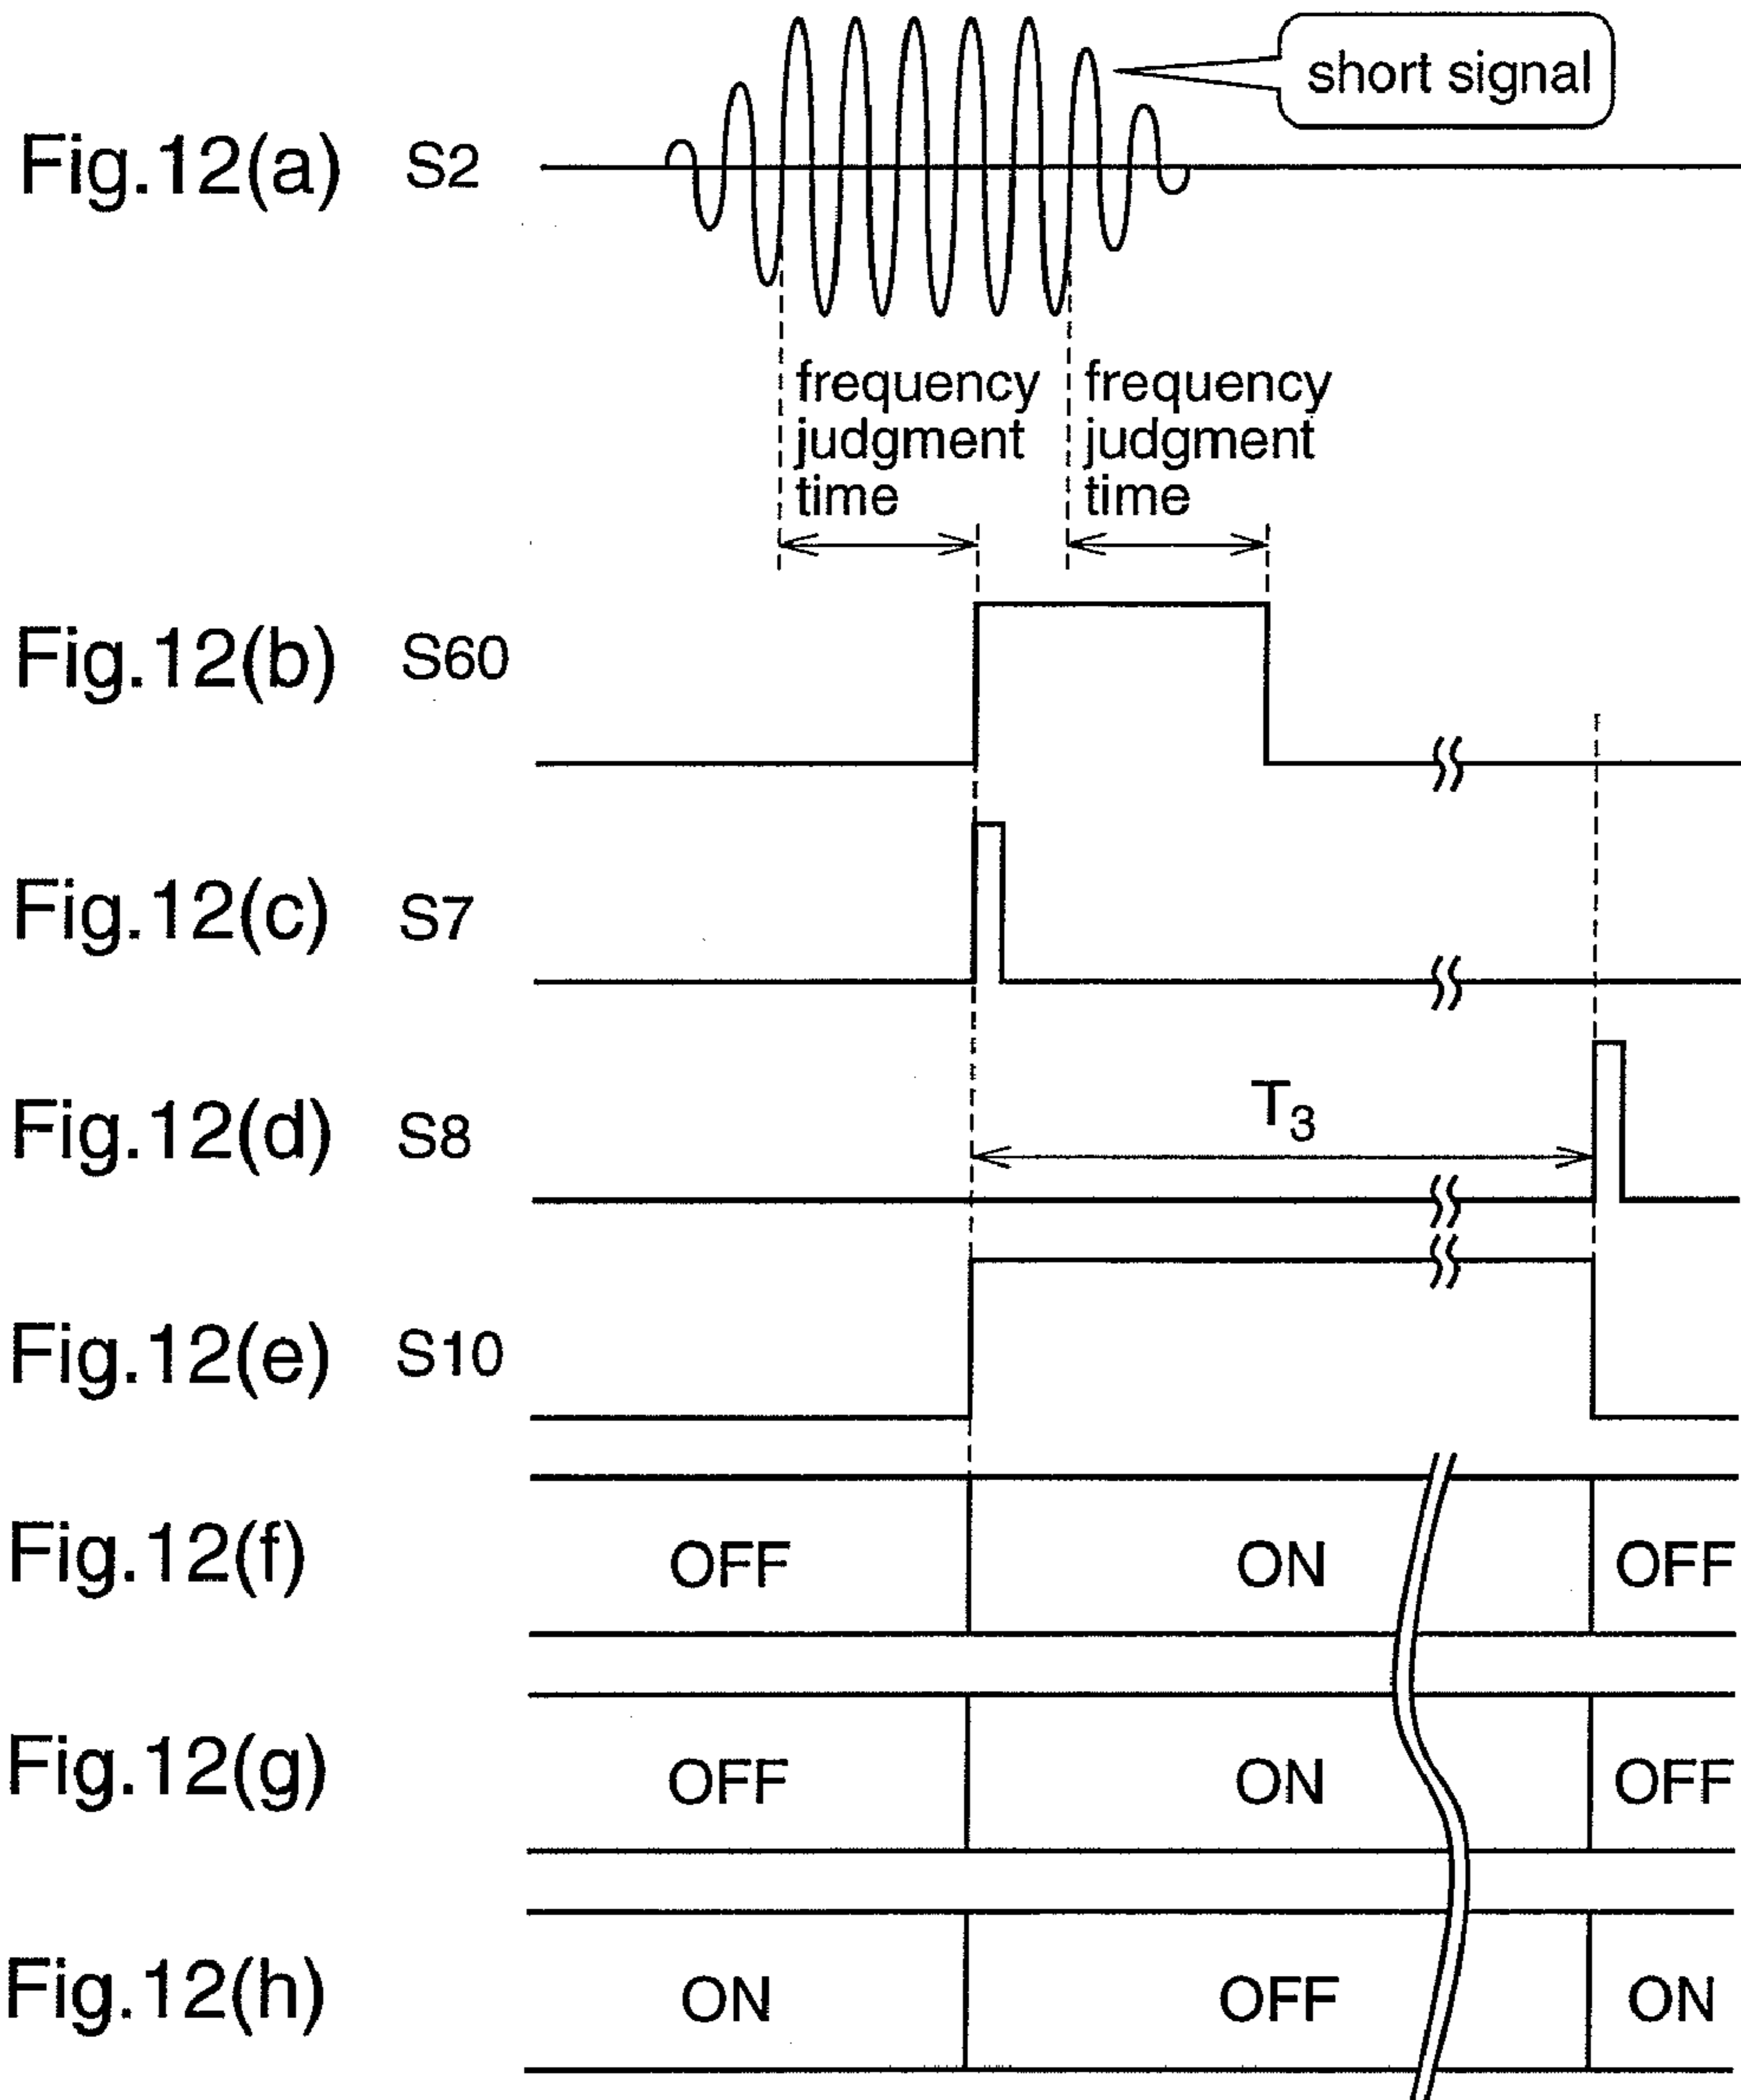 short signal
Fig.12(a) S2
frequency judgment time
frequency judgment time
Fig.12(b) S60
Fig.12(c) S7
Fig.12(d) S8
T3
Fig.12(e) S10
Fig.12(f) OFF ON OFF
Fig.12(g) OFF ON OFF
Fig.12(h) ON OFF ON